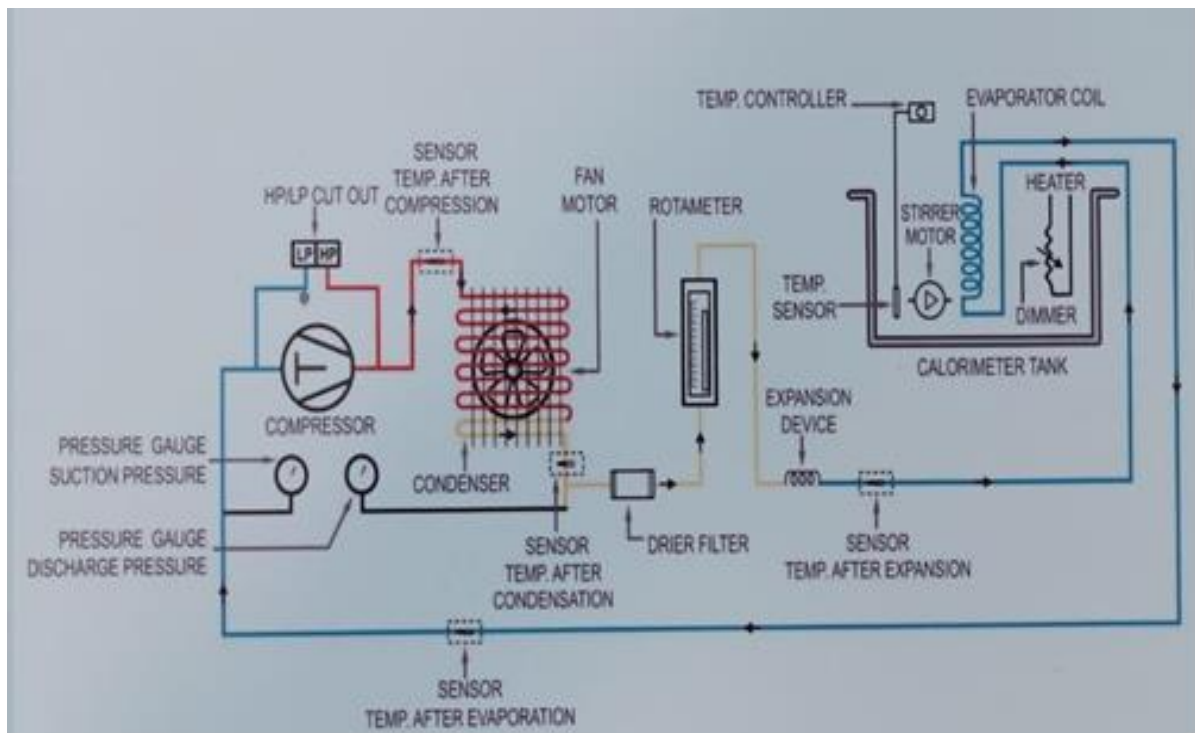 TEMP. CONTROLLER
EVAPORATOR COIL
SENSOR
TEMP. AFTER
COMPRESSION
HP/LP CUT OUT
LP HP
FAN
MOTOR
ROTAMETER
HEATER
STIRRER
MOTOR
TEMP.
SENSOR
DIMMER
CALORIMETER TANK
EXPANSION
DEVICE
COMPRESSOR
PRESSURE GAUGE
SUCTION PRESSURE
CONDENSER
PRESSURE GAUGE
DISCHARGE PRESSURE
SENSOR
TEMP. AFTER
CONDENSATION
DRIER FILTER
SENSOR
TEMP. AFTER EXPANSION
SENSOR
TEMP. AFTER EVAPORATION